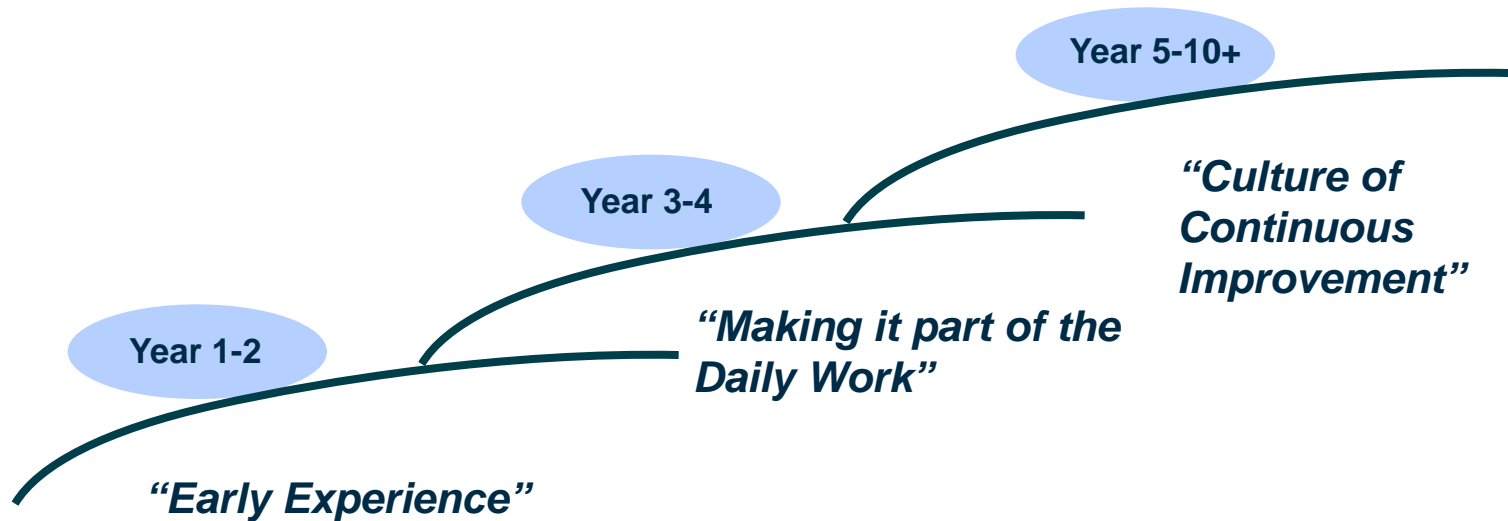 Year 5-10+
“Culture of
Continuous
Improvement”
Year 3-4
“Making it part of the
Daily Work”
Year 1-2
“Early Experience”